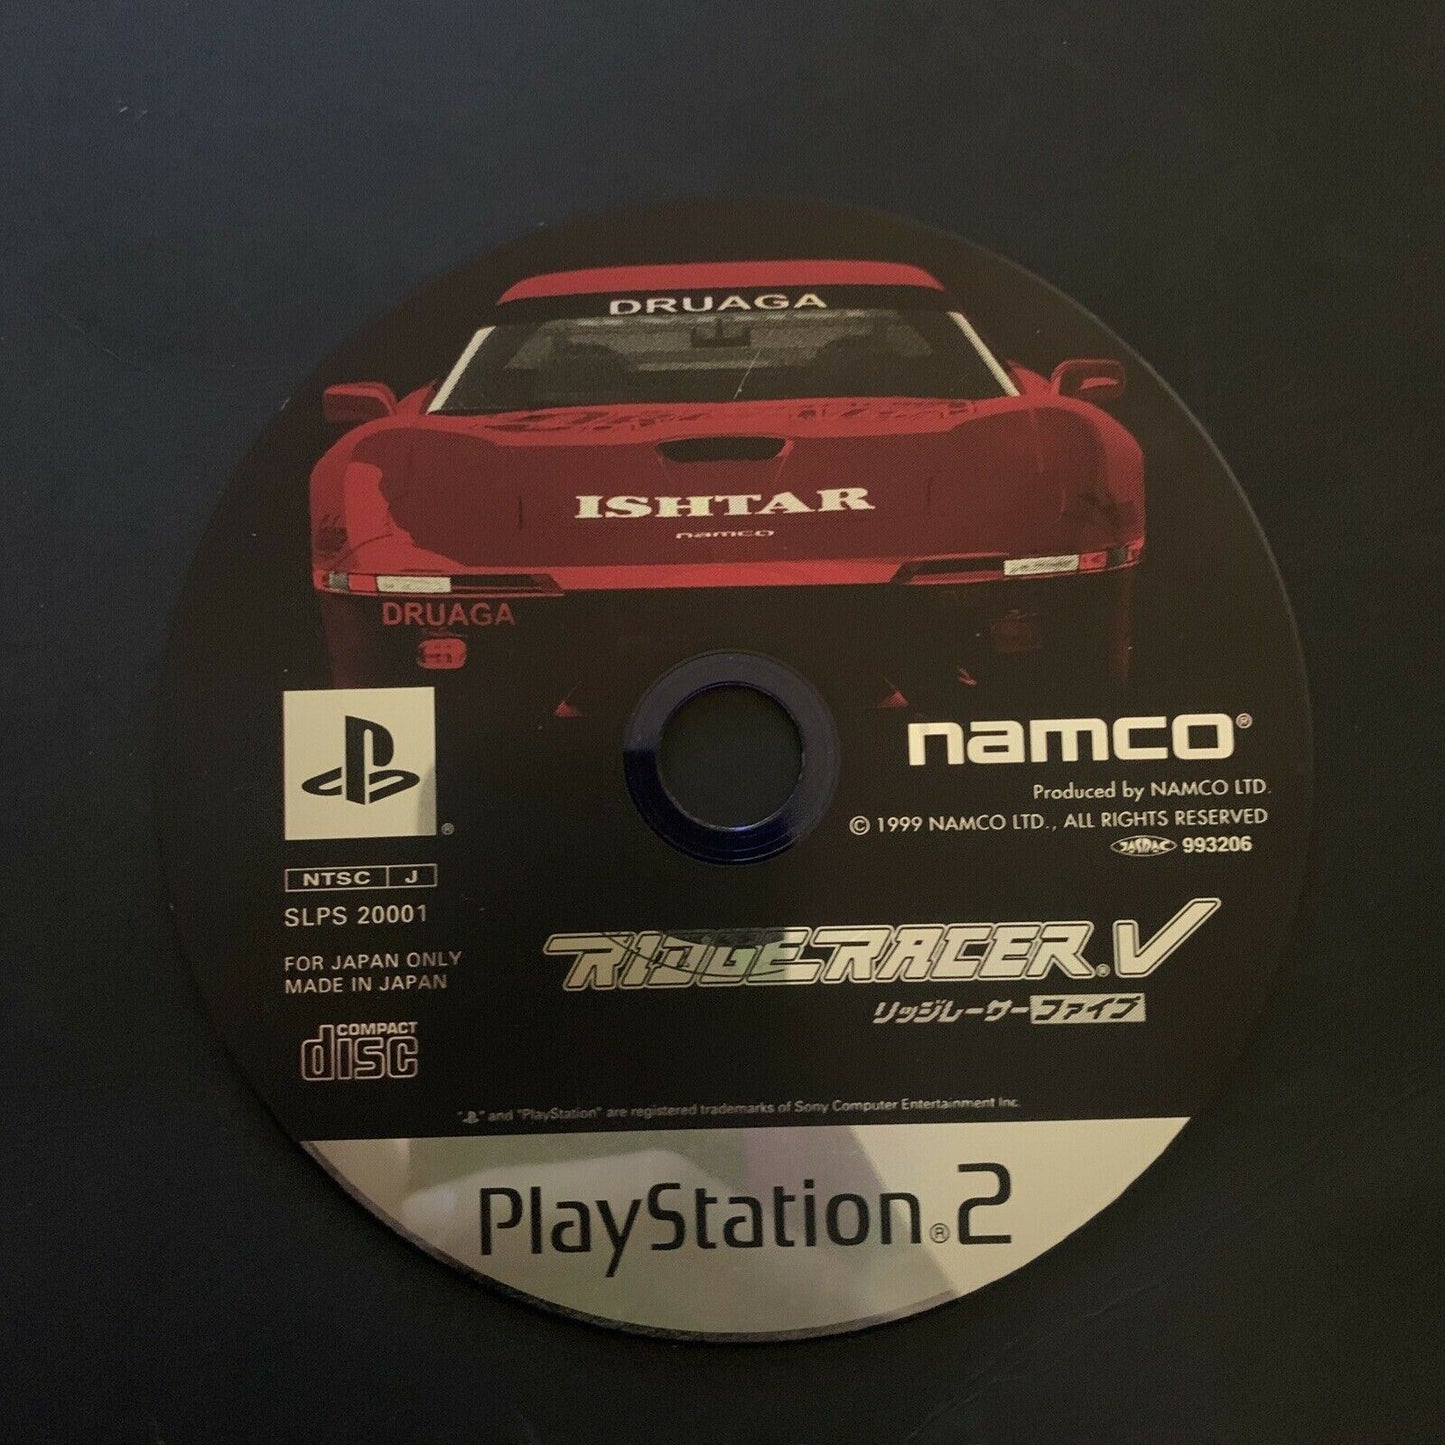 DRUAGA
ISHTAR
namco
DRUAGA
namco®
Produced by NAMCO LTD.
© 1999 NAMCO LTD., ALL RIGHTS RESERVED
JASRAC 993206
®
NTSC J
SLPS 20001
FOR JAPAN ONLY
MADE IN JAPAN
COMPACT
disc
RIDGE RACER® V
リッジレーサーファイブ
" " and "PlayStation" are registered trademarks of Sony Computer Entertainment Inc.
PlayStation®2